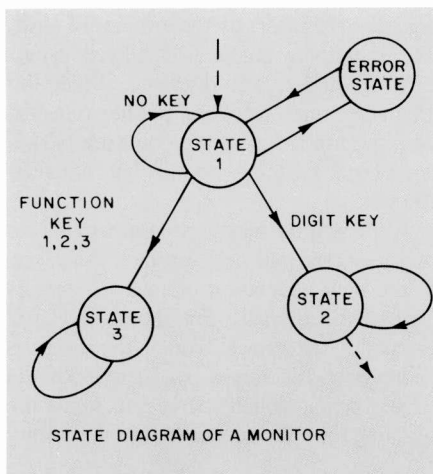 ERROR
STATE
NO KEY
STATE
1
FUNCTION
KEY
1,2,3
DIGIT KEY
STATE
3
STATE
2
STATE DIAGRAM OF A MONITOR